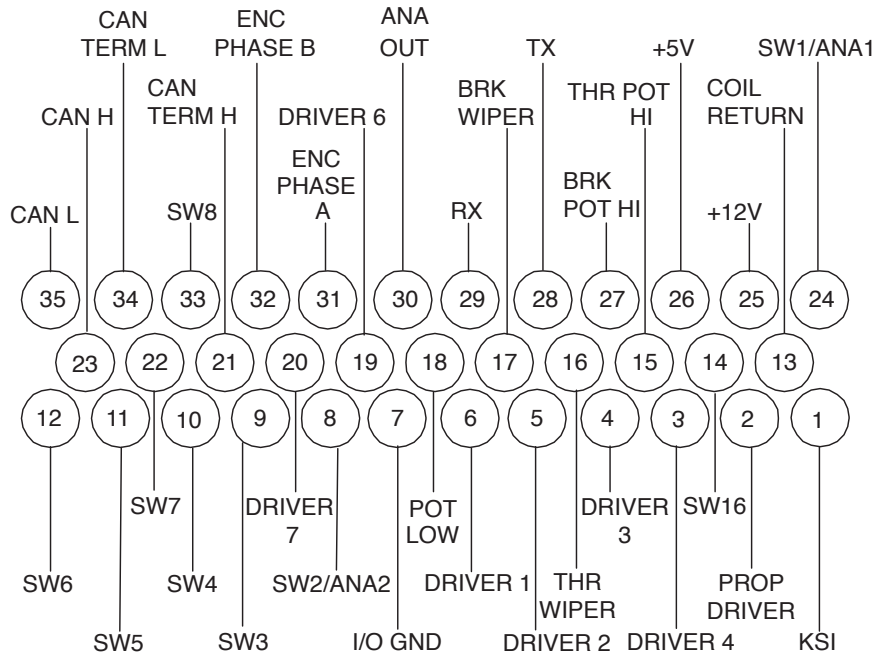 CAN
TERM L
ENC
PHASE B
ANA
OUT
TX
+5V
SW1/ANA1
CAN H
CAN
TERM H
DRIVER 6
BRK
WIPER
THR POT
HI
COIL
RETURN
CAN L
SW8
ENC
PHASE
A
RX
BRK
POT HI
+12V
35
34
33
32
31
30
29
28
27
26
25
24
23
22
21
20
19
18
17
16
15
14
13
12
11
10
9
8
7
6
5
4
3
2
1
SW7
DRIVER
7
POT
LOW
DRIVER
3
SW16
SW6
SW4
SW2/ANA2
DRIVER 1
THR
WIPER
PROP
DRIVER
SW5
SW3
I/O GND
DRIVER 2
DRIVER 4
KSI